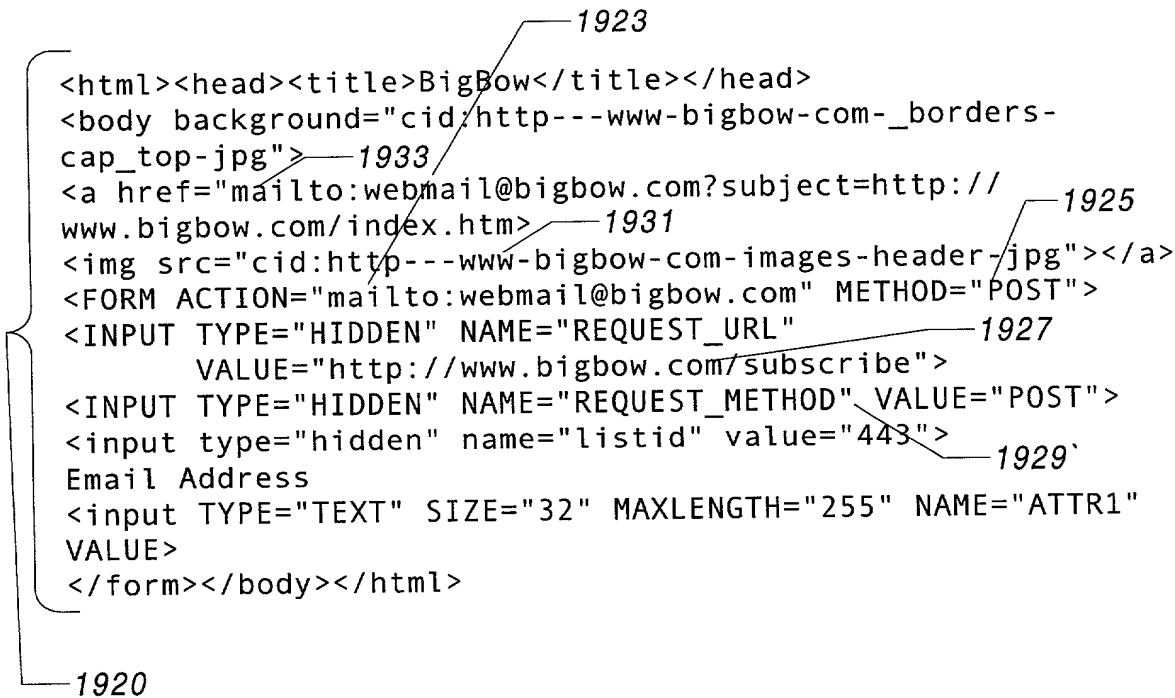 1923
<html><head><title>BigBow</title></head>
<body background="cid:http---www-bigbow-com-_borders-
cap_top-jpg">
1933
<a href="mailto:webmail@bigbow.com?subject=http://
www.bigbow.com/index.htm>
1931
1925
<img src="cid:http---www-bigbow-com-images-header-jpg"></a>
<FORM ACTION="mailto:webmail@bigbow.com" METHOD="POST">
<INPUT TYPE="HIDDEN" NAME="REQUEST_URL"
1927
VALUE="http://www.bigbow.com/subscribe">
<INPUT TYPE="HIDDEN" NAME="REQUEST_METHOD" VALUE="POST">
<input type="hidden" name="listid" value="443">
1929`
Email Address
<input TYPE="TEXT" SIZE="32" MAXLENGTH="255" NAME="ATTR1"
VALUE>
</form></body></html>
1920